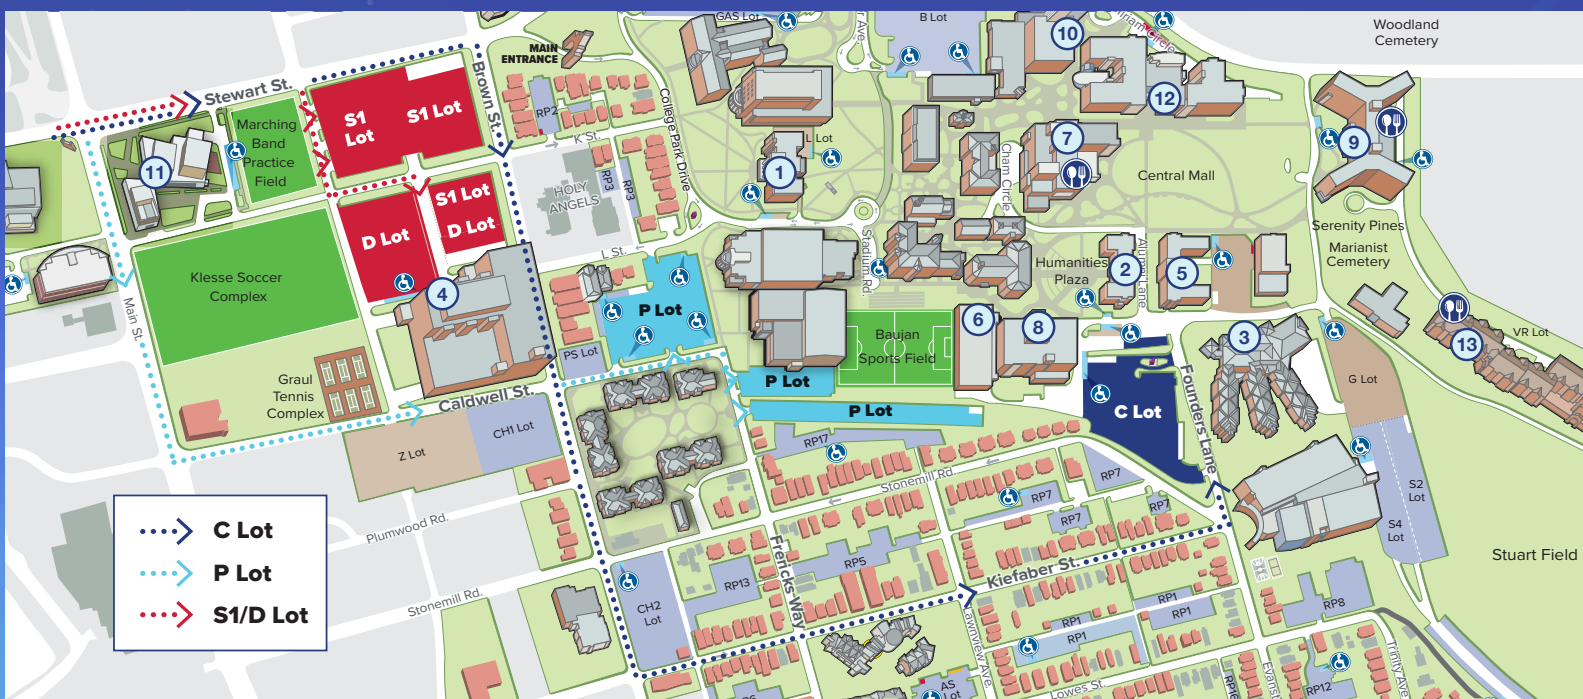 GAS Lot
B Lot
Woodland
Cemetery
MAIN
ENTRANCE
10
Stewart St.
Brown St.
RP2
College Park Drive
S1
Lot
S1 Lot
12
Marching
Band
Practice
Field
K St.
L Lot
7
9
11
1
Cham Circle
Central Mall
RP3
RP3
HOLY
ANGELS
S1 Lot
D Lot
D Lot
Serenity Pines
Marianist
Cemetery
L St.
Stadium Rd.
Humanities
Plaza
2
Alumni Lane
5
Klesse Soccer
Complex
4
P Lot
Main St.
6
8
Baujan
Sports Field
3
13
VR Lot
PS Lot
Graul
Tennis
Complex
P Lot
G Lot
Caldwell St.
P Lot
C Lot
Founders Lane
CH1 Lot
Z Lot
RP17
Stonemill Rd.
RP7
RP7
RP7
RP7
S2
Lot
S4
Lot
C Lot
P Lot
S1/D Lot
Plumwood Rd.
Stonemill Rd.
Frericks Way
RP5
RP13
CH2
Lot
Kiefaber St.
Stuart Field
RP1
RP1
RP1
RP1
RP8
Lawnview Ave.
Lowes St.
AS
Lot
RP16
RP12
Trinity Ave.